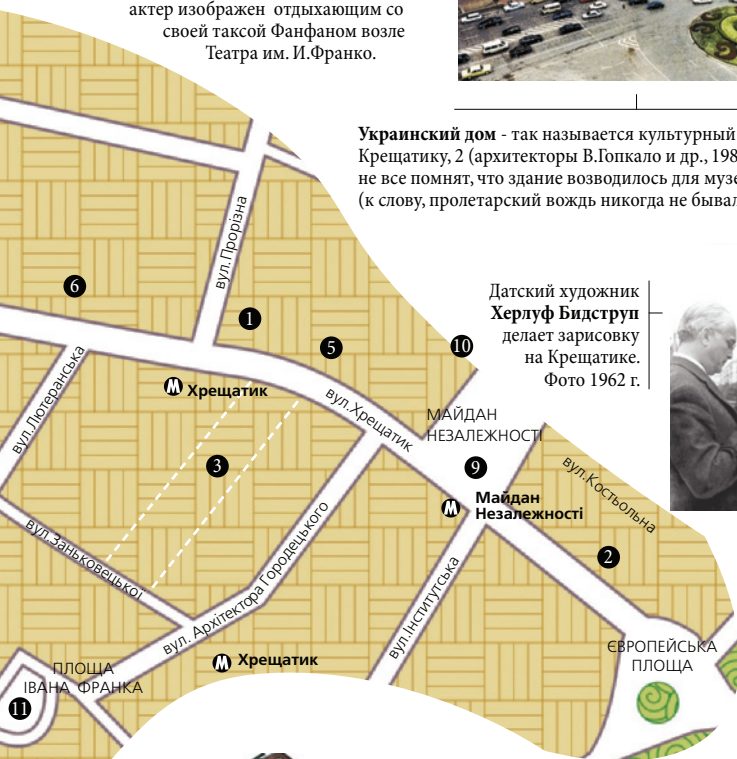 актер изображен отдыхающим со
своей таксой Фанфаном возле
Театра им. И.Франко.
Украинский дом - так называется культурный
Крещатику, 2 (архитекторы В.Гопкало и др., 198
не все помнят, что здание возводилось для музе
(к слову, пролетарский вождь никогда не бывал
Датский художник
Херлуф Бидструп
делает зарисовку
на Крещатике.
Фото 1962 г.
вул.Прорізна
6
1
5
10
М Хрещатик
вул.Лютеранська
вул.Хрещатик
МАЙДАН
НЕЗАЛЕЖНОСТІ
3
9
вул.Костьольна
М Майдан
Незалежності
вул.Заньковецької
вул. Архітектора Городецького
вул.Інститутська
2
М Хрещатик
ПЛОЩА
ІВАНА ФРАНКА
11
ЄВРОПЕЙСЬКА
ПЛОЩА